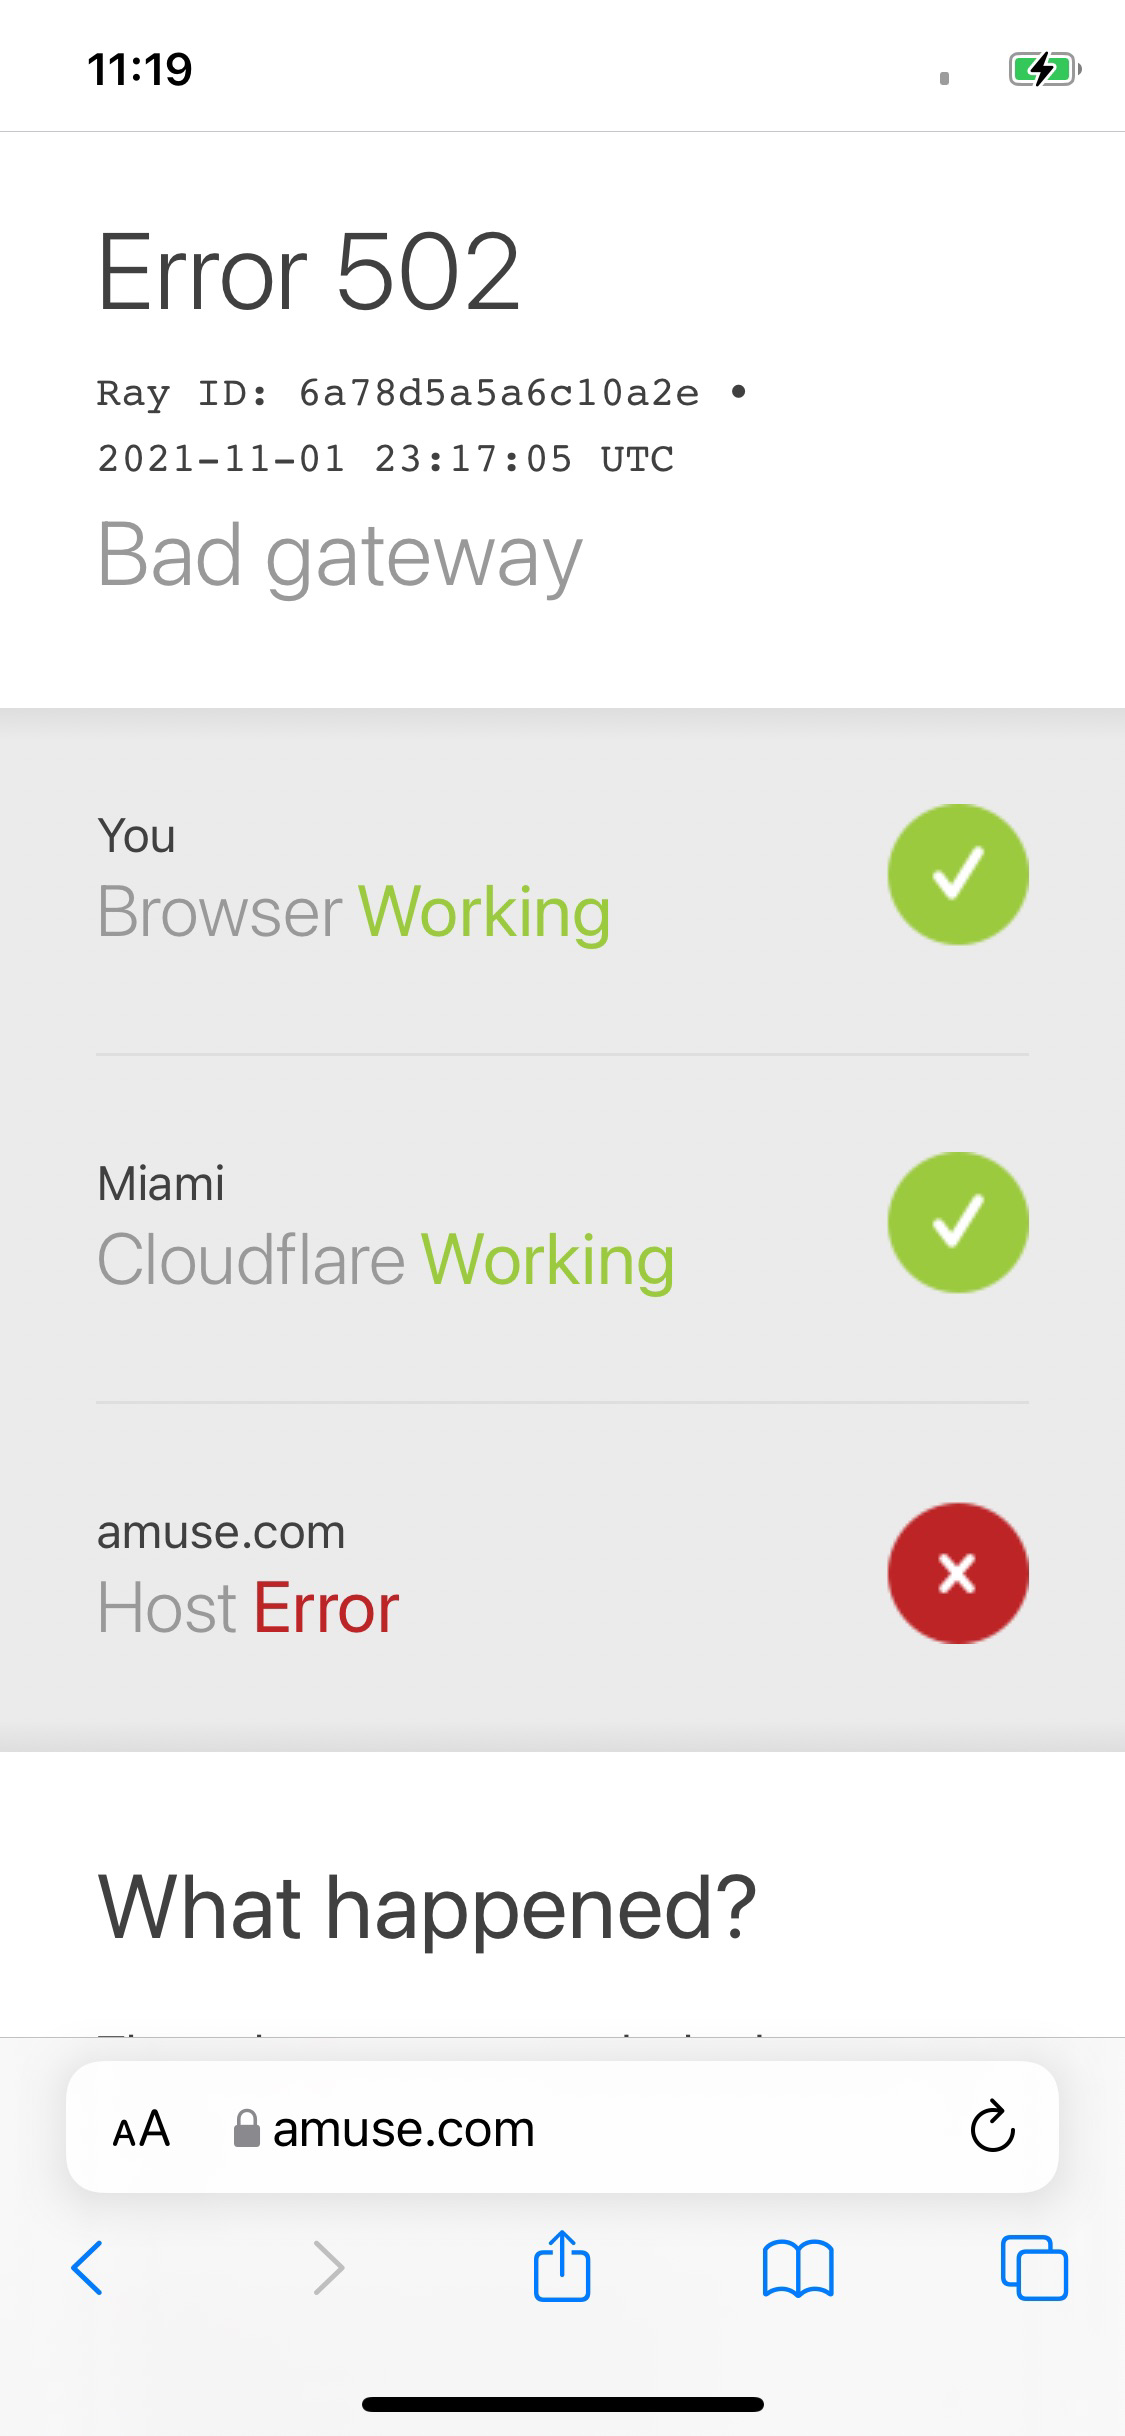 11:19
Error 502
Ray ID: 6a78d5a5a6c10a2e •
2021-11-01 23:17:05 UTC
Bad gateway
You
Browser Working
Miami
Cloudflare Working
amuse.com
Host Error
What happened?
AA amuse.com